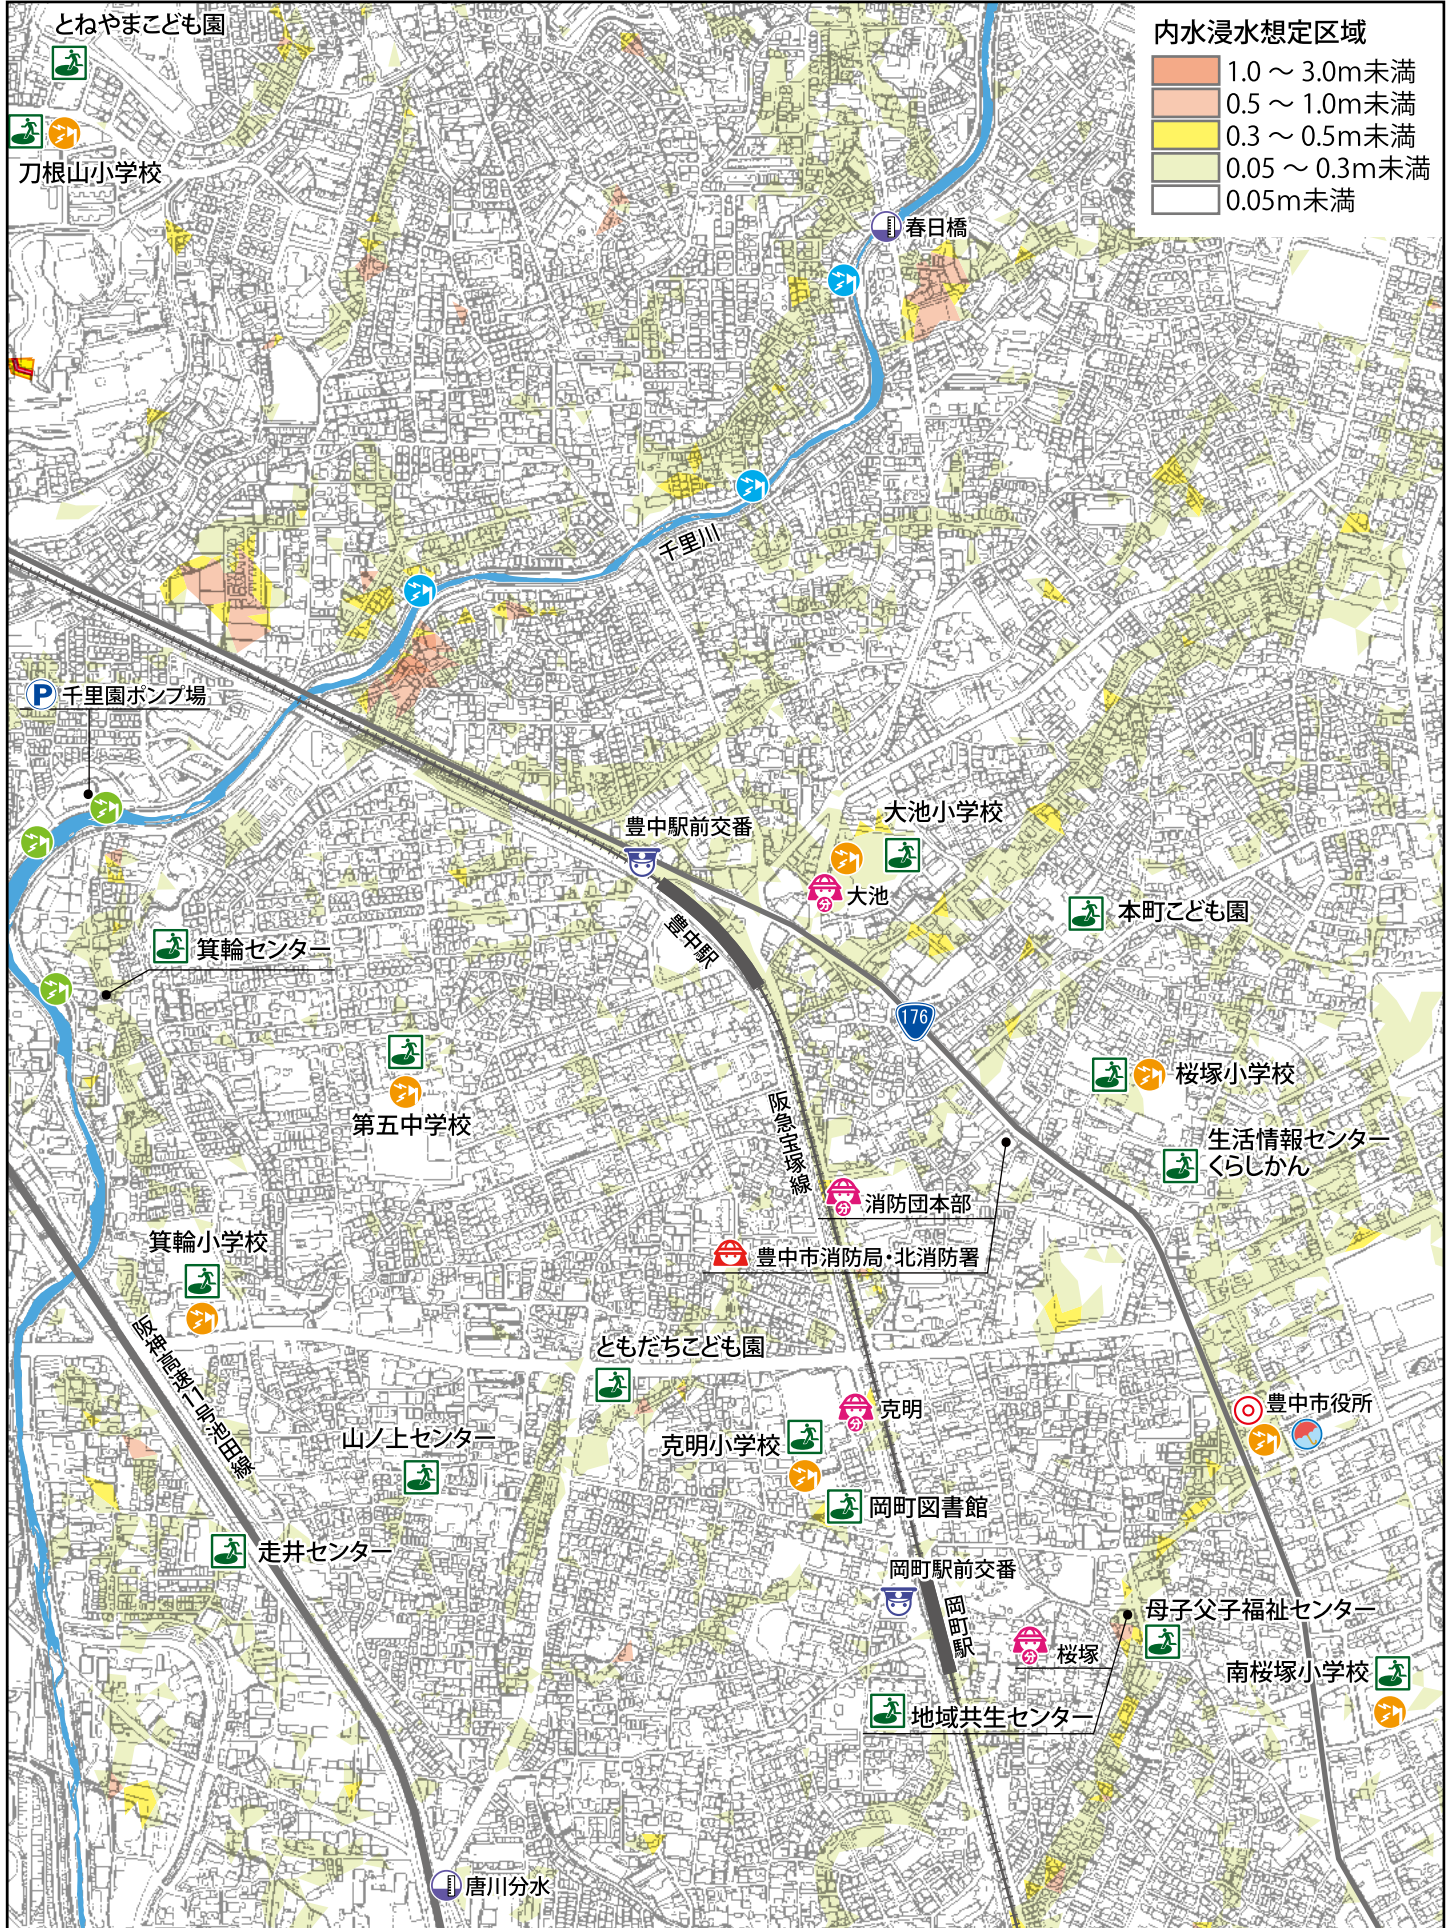 とねやまこども園
内水浸水想定区域
1.0 ～ 3.0m未満
0.5 ～ 1.0m未満
0.3 ～ 0.5m未満
0.05 ～ 0.3m未満
0.05m未満
刀根山小学校
春日橋
千里川
P 千里園ポンプ場
大池小学校
豊中駅前交番
分 大池
本町こども園
豊中駅
箕輪センター
176
桜塚小学校
第五中学校
阪急宝塚線
生活情報センター
くらしかん
分 消防団本部
豊中市消防局・北消防署
箕輪小学校
阪神高速11号池田線
ともだちこども園
豊中市役所
分 克明
克明小学校
山ノ上センター
岡町図書館
走井センター
岡町駅前交番
岡町駅
母子父子福祉センター
分 桜塚
南桜塚小学校
地域共生センター
唐川分水